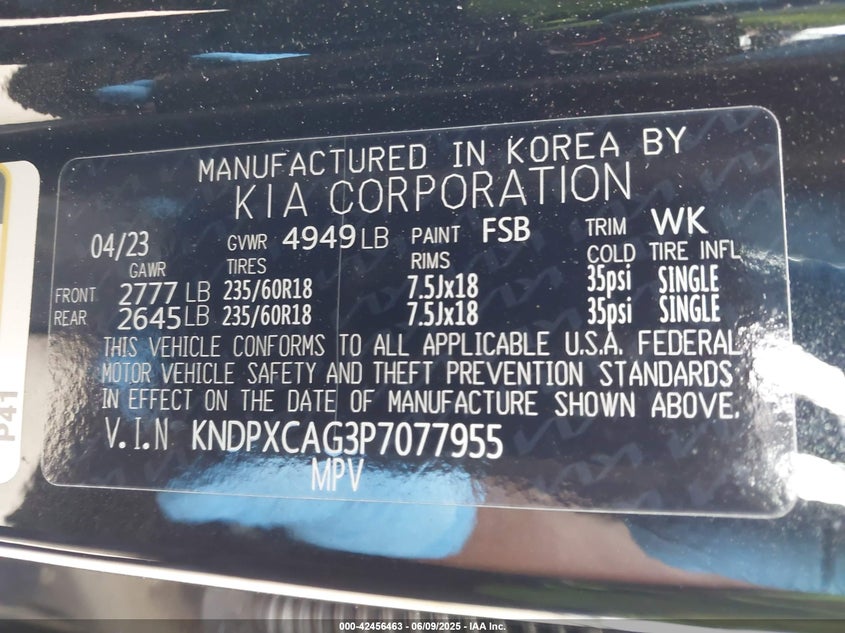 MANUFACTURED IN KOREA BY
KIA CORPORATION
04/23 GVWR 4949 LB PAINT FSB TRIM WK
GAWR TIRES RIMS COLD TIRE INFL
FRONT 2777 LB 235/60R18 7.5Jx18 35psi SINGLE
REAR 2645 LB 235/60R18 7.5Jx18 35psi SINGLE
THIS VEHICLE CONFORMS TO ALL APPLICABLE U.S.A. FEDERAL
MOTOR VEHICLE SAFETY AND THEFT PREVENTION STANDARDS
IN EFFECT ON THE DATE OF MANUFACTURE SHOWN ABOVE.
V.I.N KNDPXCAG3P7077955
MPV
P41
000-42456463 - 06/09/2025 - IAA Inc.